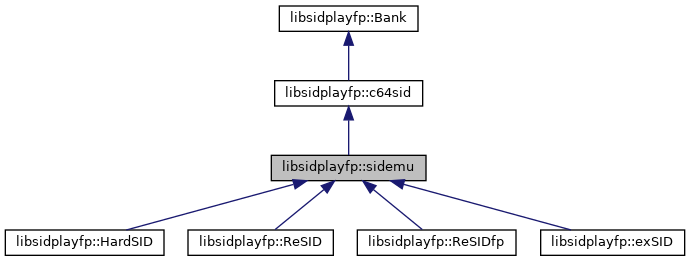 libsidplayfp::Bank
libsidplayfp::c64sid
libsidplayfp::sidemu
libsidplayfp::HardSID
libsidplayfp::ReSID
libsidplayfp::ReSIDfp
libsidplayfp::exSID